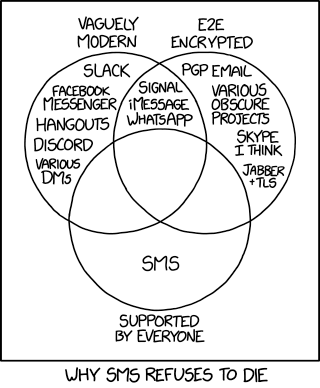 VAGUELY
MODERN
E2E
ENCRYPTED
SLACK
FACEBOOK
MESSENGER
HANGOUTS
DISCORD
VARIOUS
DMs
SIGNAL
iMESSAGE
WHATSAPP
PGP EMAIL
VARIOUS
OBSCURE
PROJECTS
SKYPE
I THINK
JABBER
+TLS
SMS
SUPPORTED
BY EVERYONE
WHY SMS REFUSES TO DIE